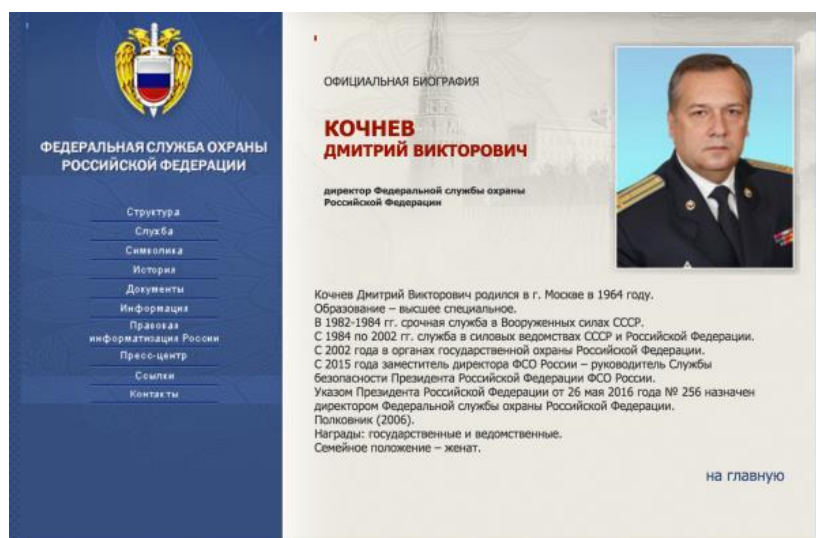 ФЕДЕРАЛЬНАЯ СЛУЖБА ОХРАНЫ
РОССИЙСКОЙ ФЕДЕРАЦИИ
Структура
Служба
Символика
История
Документы
Информация
Правовая
информатизация России
Пресс-центр
Ссылки
Контакты
ОФИЦИАЛЬНАЯ БИОГРАФИЯ
КОЧНЕВ
ДМИТРИЙ ВИКТОРОВИЧ
директор Федеральной службы охраны
Российской Федерации
Кочнев Дмитрий Викторович родился в г. Москве в 1964 году.
Образование – высшее специальное.
В 1982-1984 гг. срочная служба в Вооруженных силах СССР.
С 1984 по 2002 гг. служба в силовых ведомствах СССР и Российской Федерации.
С 2002 года в органах государственной охраны Российской Федерации.
С 2015 года заместитель директора ФСО России – руководитель Службы
безопасности Президента Российской Федерации ФСО России.
Указом Президента Российской Федерации от 26 мая 2016 года № 256 назначен
директором Федеральной службы охраны Российской Федерации.
Полковник (2006).
Награды: государственные и ведомственные.
Семейное положение – женат.
на главную